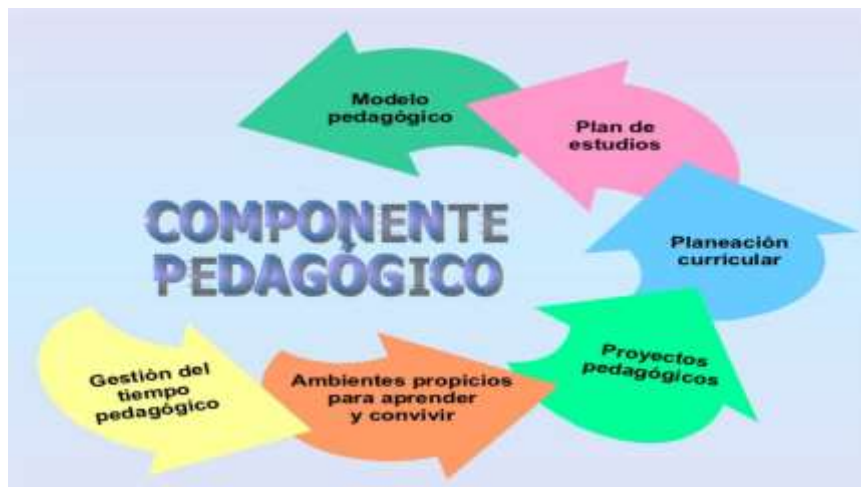 Modelo
pedagógico
Plan de
estudios
COMPONENTE
PEDAGÓGICO
Planeación
curricular
Proyectos
pedagógicos
Ambientes propicios
para aprender
y convivir
Gestión del
tiempo
pedagógico